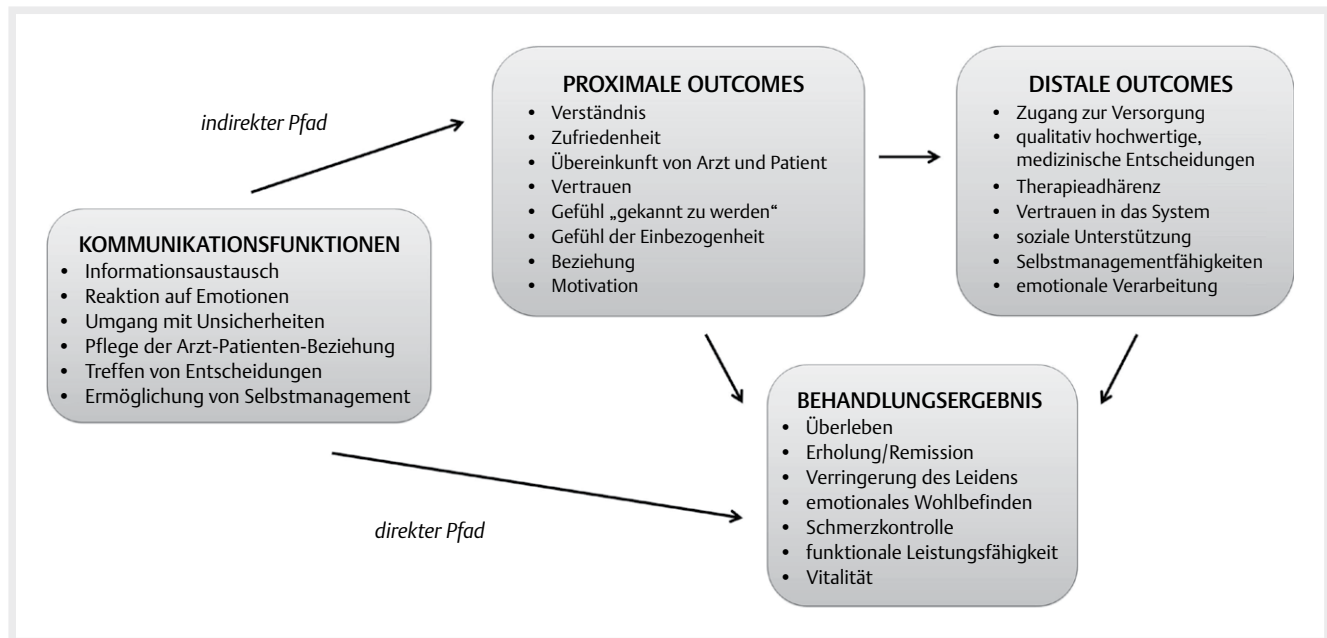 indirekter Pfad
KOMMUNIKATIONSFUNKTIONEN
• Informationsaustausch
• Reaktion auf Emotionen
• Umgang mit Unsicherheiten
• Pflege der Arzt-Patienten-Beziehung
• Treffen von Entscheidungen
• Ermöglichung von Selbstmanagement
PROXIMALE OUTCOMES
• Verständnis
• Zufriedenheit
• Übereinkunft von Arzt und Patient
• Vertrauen
• Gefühl „gekannt zu werden“
• Gefühl der Einbezogenheit
• Beziehung
• Motivation
DISTALE OUTCOMES
• Zugang zur Versorgung
• qualitativ hochwertige,
medizinische Entscheidungen
• Therapieadhärenz
• Vertrauen in das System
• soziale Unterstützung
• Selbstmanagementfähigkeiten
• emotionale Verarbeitung
direkter Pfad
BEHANDLUNGSERGEBNIS
• Überleben
• Erholung/Remission
• Verringerung des Leidens
• emotionales Wohlbefinden
• Schmerzkontrolle
• funktionale Leistungsfähigkeit
• Vitalität